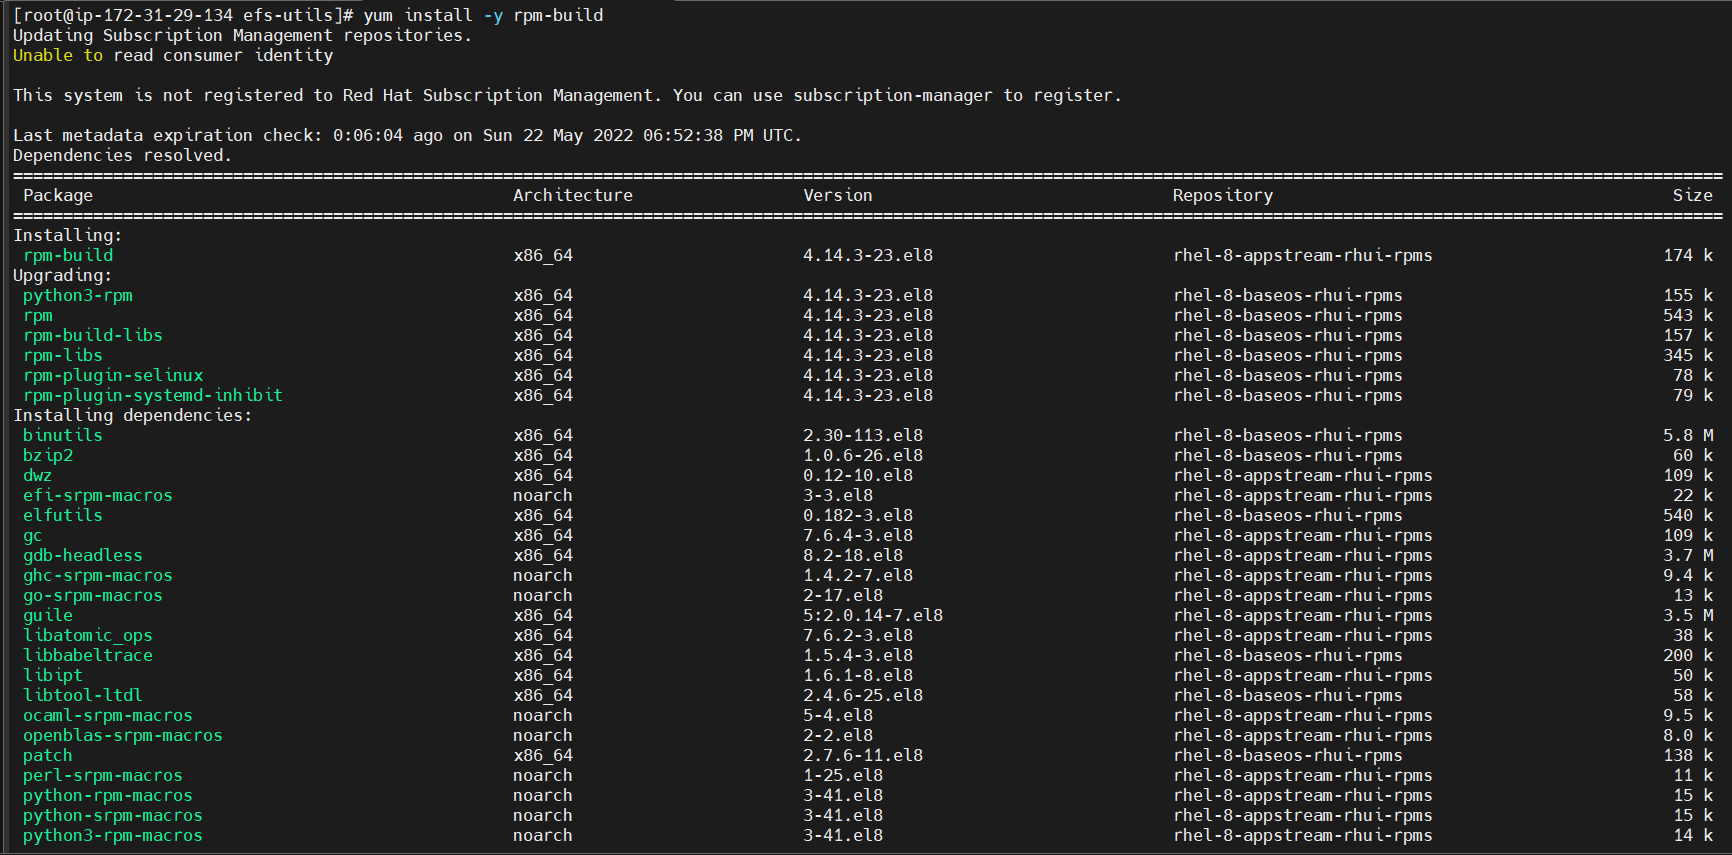 [root@ip-172-31-29-134 efs-utils]# yum install -y rpm-build
Updating Subscription Management repositories.
Unable to read consumer identity
This system is not registered to Red Hat Subscription Management. You can use subscription-manager to register.
Last metadata expiration check: 0:06:04 ago on Sun 22 May 2022 06:52:38 PM UTC.
Dependencies resolved.
================================================================================
Package Architecture Version Repository Size
================================================================================
Installing:
rpm-build x86_64 4.14.3-23.el8 rhel-8-appstream-rhui-rpms 174 k
Upgrading:
python3-rpm x86_64 4.14.3-23.el8 rhel-8-baseos-rhui-rpms 155 k
rpm x86_64 4.14.3-23.el8 rhel-8-baseos-rhui-rpms 543 k
rpm-build-libs x86_64 4.14.3-23.el8 rhel-8-baseos-rhui-rpms 157 k
rpm-libs x86_64 4.14.3-23.el8 rhel-8-baseos-rhui-rpms 345 k
rpm-plugin-selinux x86_64 4.14.3-23.el8 rhel-8-baseos-rhui-rpms 78 k
rpm-plugin-systemd-inhibit x86_64 4.14.3-23.el8 rhel-8-baseos-rhui-rpms 79 k
Installing dependencies:
binutils x86_64 2.30-113.el8 rhel-8-baseos-rhui-rpms 5.8 M
bzip2 x86_64 1.0.6-26.el8 rhel-8-baseos-rhui-rpms 60 k
dwz x86_64 0.12-10.el8 rhel-8-appstream-rhui-rpms 109 k
efi-srpm-macros noarch 3-3.el8 rhel-8-appstream-rhui-rpms 22 k
elfutils x86_64 0.182-3.el8 rhel-8-baseos-rhui-rpms 540 k
gc x86_64 7.6.4-3.el8 rhel-8-appstream-rhui-rpms 109 k
gdb-headless x86_64 8.2-18.el8 rhel-8-appstream-rhui-rpms 3.7 M
ghc-srpm-macros noarch 1.4.2-7.el8 rhel-8-appstream-rhui-rpms 9.4 k
go-srpm-macros noarch 2-17.el8 rhel-8-appstream-rhui-rpms 13 k
guile x86_64 5:2.0.14-7.el8 rhel-8-appstream-rhui-rpms 3.5 M
libatomic_ops x86_64 7.6.2-3.el8 rhel-8-appstream-rhui-rpms 38 k
libbabeltrace x86_64 1.5.4-3.el8 rhel-8-baseos-rhui-rpms 200 k
libipt x86_64 1.6.1-8.el8 rhel-8-appstream-rhui-rpms 50 k
libtool-ltdl x86_64 2.4.6-25.el8 rhel-8-baseos-rhui-rpms 58 k
ocaml-srpm-macros noarch 5-4.el8 rhel-8-appstream-rhui-rpms 9.5 k
openblas-srpm-macros noarch 2-2.el8 rhel-8-appstream-rhui-rpms 8.0 k
patch x86_64 2.7.6-11.el8 rhel-8-baseos-rhui-rpms 138 k
perl-srpm-macros noarch 1-25.el8 rhel-8-appstream-rhui-rpms 11 k
python-rpm-macros noarch 3-41.el8 rhel-8-appstream-rhui-rpms 15 k
python-srpm-macros noarch 3-41.el8 rhel-8-appstream-rhui-rpms 15 k
python3-rpm-macros noarch 3-41.el8 rhel-8-appstream-rhui-rpms 14 k